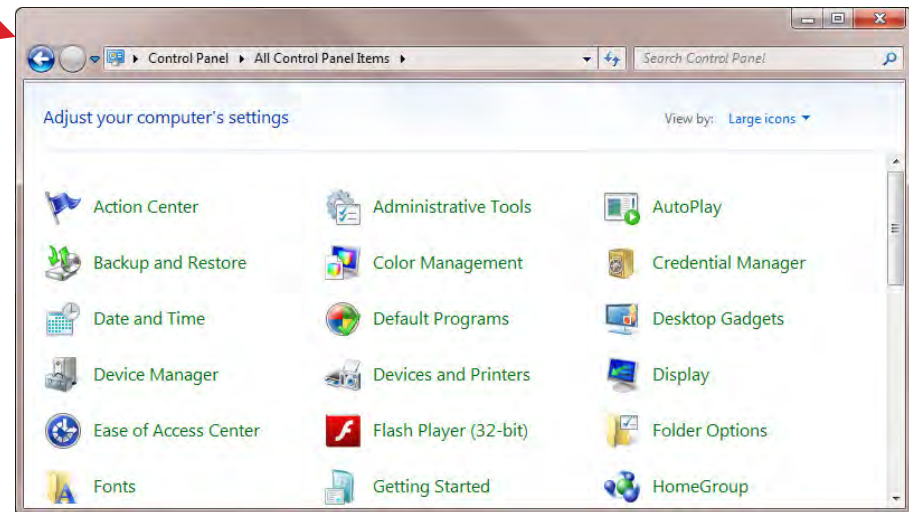 Control Panel All Control Panel Items Search Control Panel
Adjust your computer's settings View by: Large icons
Action Center Administrative Tools AutoPlay
Backup and Restore Color Management Credential Manager
Date and Time Default Programs Desktop Gadgets
Device Manager Devices and Printers Display
Ease of Access Center Flash Player (32-bit) Folder Options
Fonts Getting Started HomeGroup